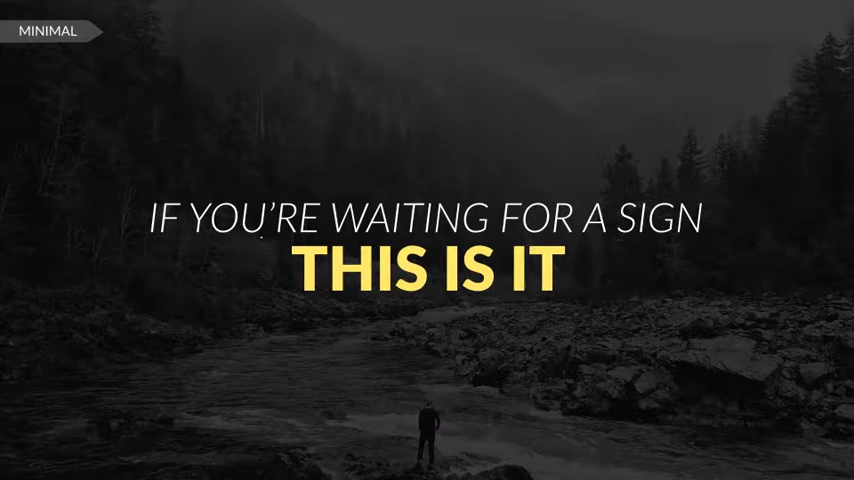 MINIMAL
IF YOU’RE WAITING FOR A SIGN
THIS IS IT